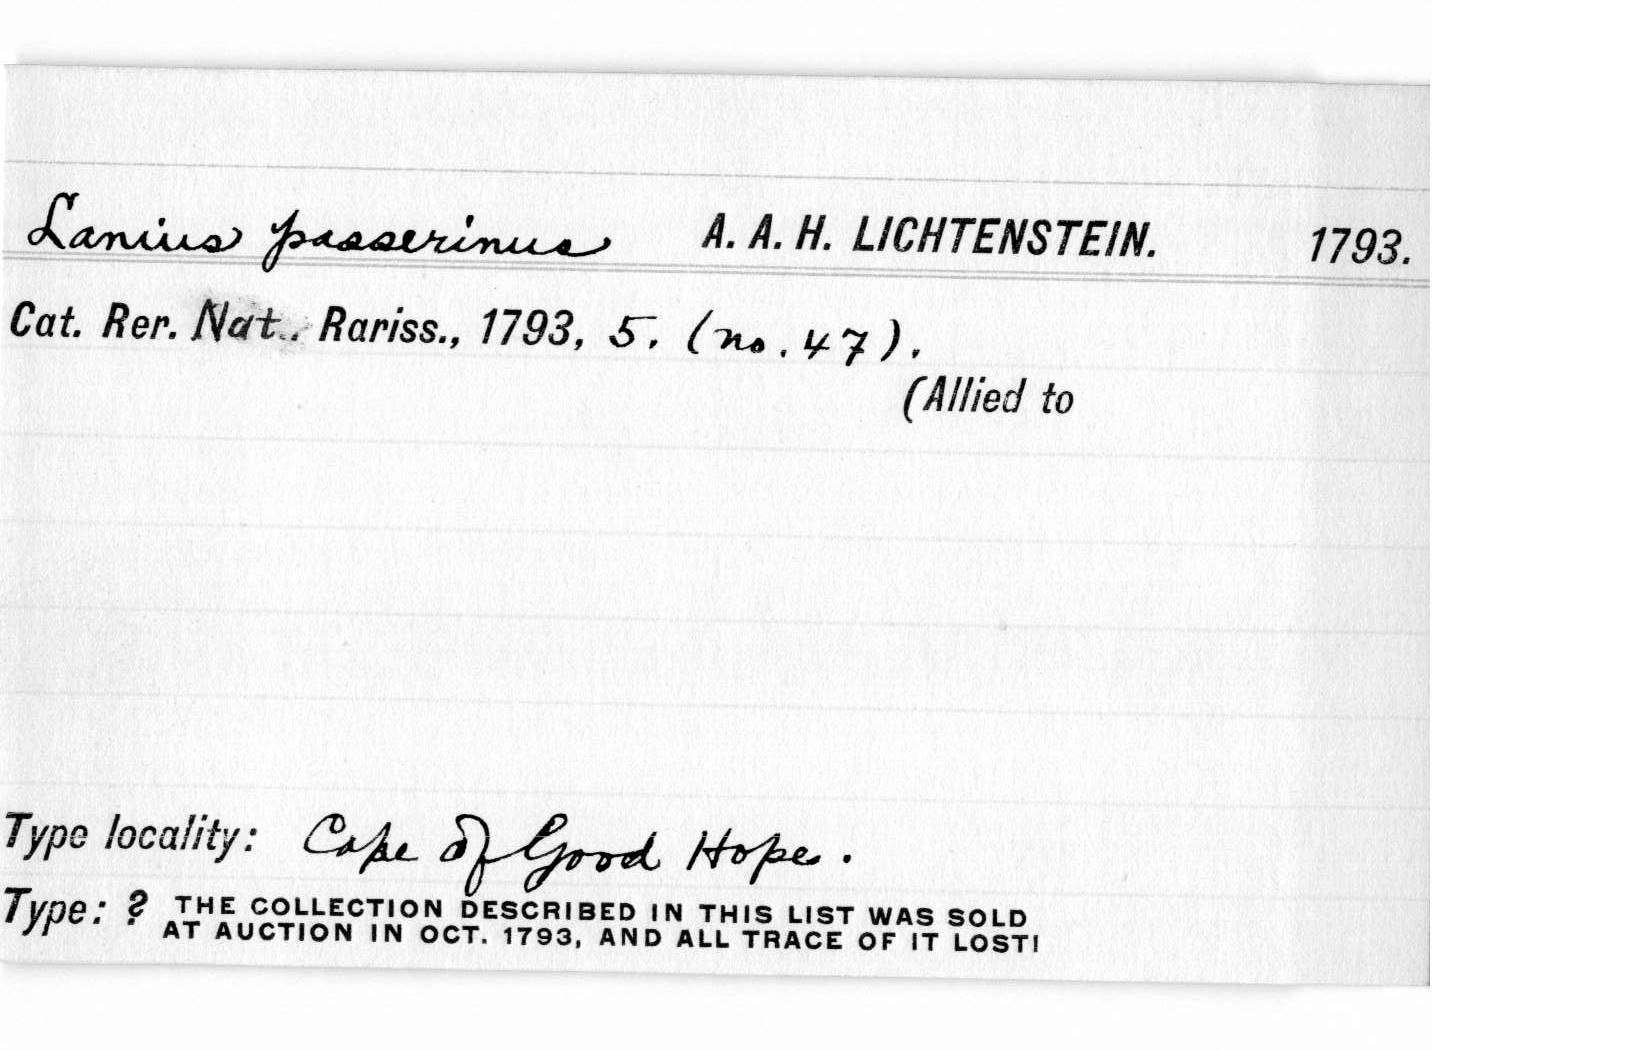 Lanius passerinus A. A. H. LICHTENSTEIN. 1793.
Cat. Rer. Nat. Rariss., 1793, 5. (no. 47).
(Allied to
Type locality: Cape of Good Hope.
Type: ? THE COLLECTION DESCRIBED IN THIS LIST WAS SOLD
AT AUCTION IN OCT. 1793, AND ALL TRACE OF IT LOST!